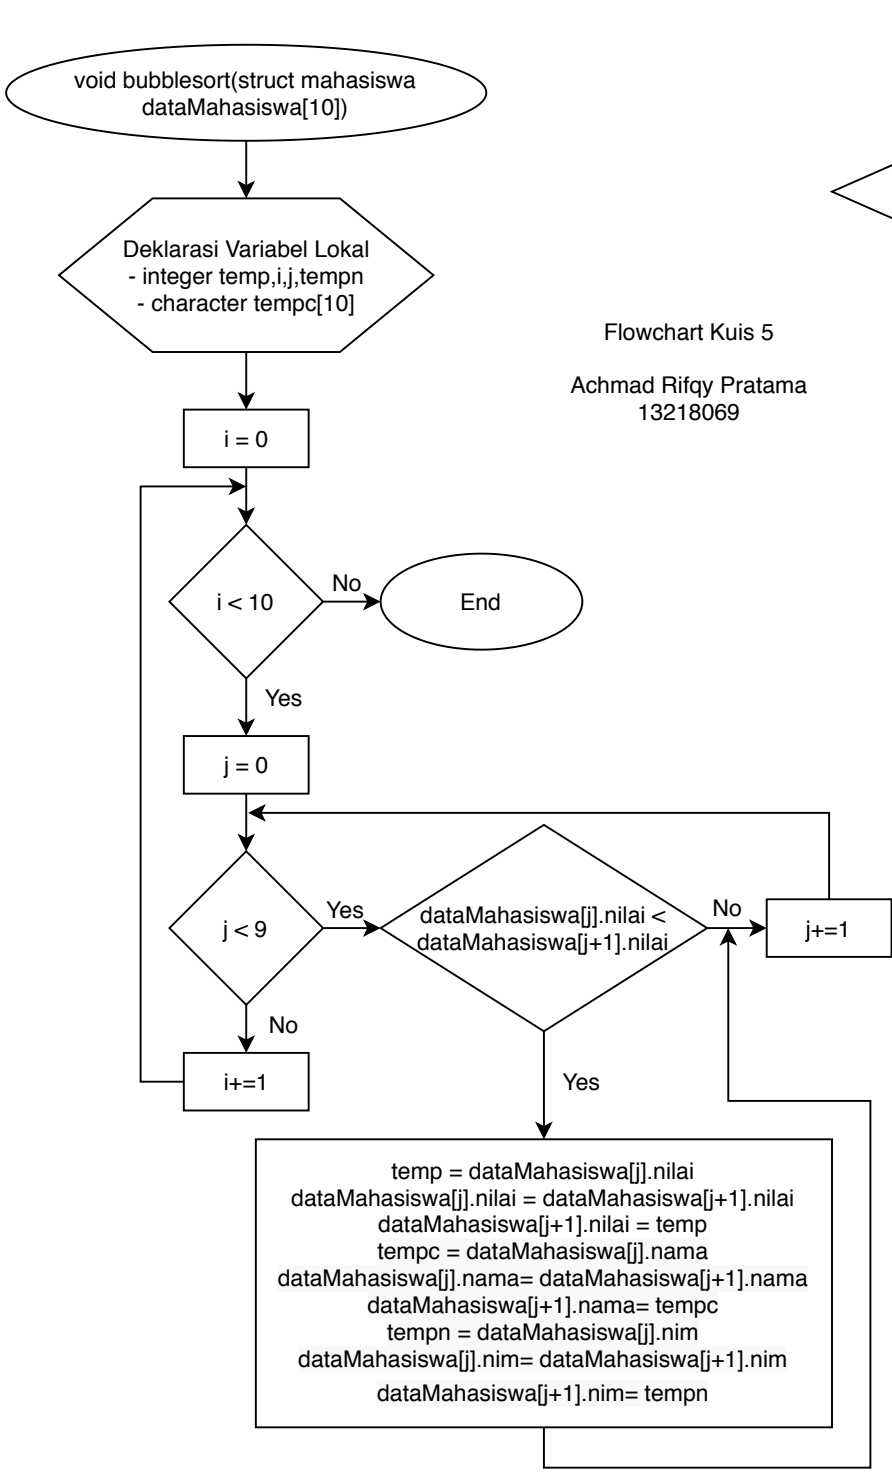 void bubblesort(struct mahasiswa
dataMahasiswa[10])
Deklarasi Variabel Lokal
- integer temp,i,j,tempn
- character tempc[10]
Flowchart Kuis 5
Achmad Rifqy Pratama
13218069
i = 0
i < 10
No
End
Yes
j = 0
j < 9
Yes
dataMahasiswa[j].nilai <
dataMahasiswa[j+1].nilai
No
j+=1
No
i+=1
Yes
temp = dataMahasiswa[j].nilai
dataMahasiswa[j].nilai = dataMahasiswa[j+1].nilai
dataMahasiswa[j+1].nilai = temp
tempc = dataMahasiswa[j].nama
dataMahasiswa[j].nama= dataMahasiswa[j+1].nama
dataMahasiswa[j+1].nama= tempc
tempn = dataMahasiswa[j].nim
dataMahasiswa[j].nim= dataMahasiswa[j+1].nim
dataMahasiswa[j+1].nim= tempn